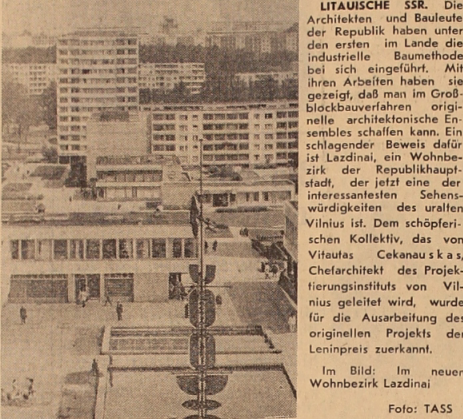 LITAUISCHE SSR. Die
Architekten und Bauleute
der Republik haben unter
den ersten im Lande die
industrielle Baumethode
bei sich eingeführt. Mit
ihren Arbeiten haben sie
gezeigt, daß man im Groß-
blockbauverfahren origi-
nelle architektonische En-
sembles schaffen kann. Ein
schlagender Beweis dafür
ist Lazdinai, ein Wohnbe-
zirk der Republikhaupt-
stadt, der jetzt eine der
interessantesten Sehens-
würdigkeiten des uralten
Vilnius ist. Dem schöpferi-
schen Kollektiv, das von
Vitautas Cekanauskas,
Chefarchitekt des Projek-
tierungsinstituts von Vil-
nius geleitet wird, wurde
für die Ausarbeitung des
originellen Projekts der
Leninpreis zuerkannt.
Im Bild: Im neuen
Wohnbezirk Lazdinai
Foto: TASS